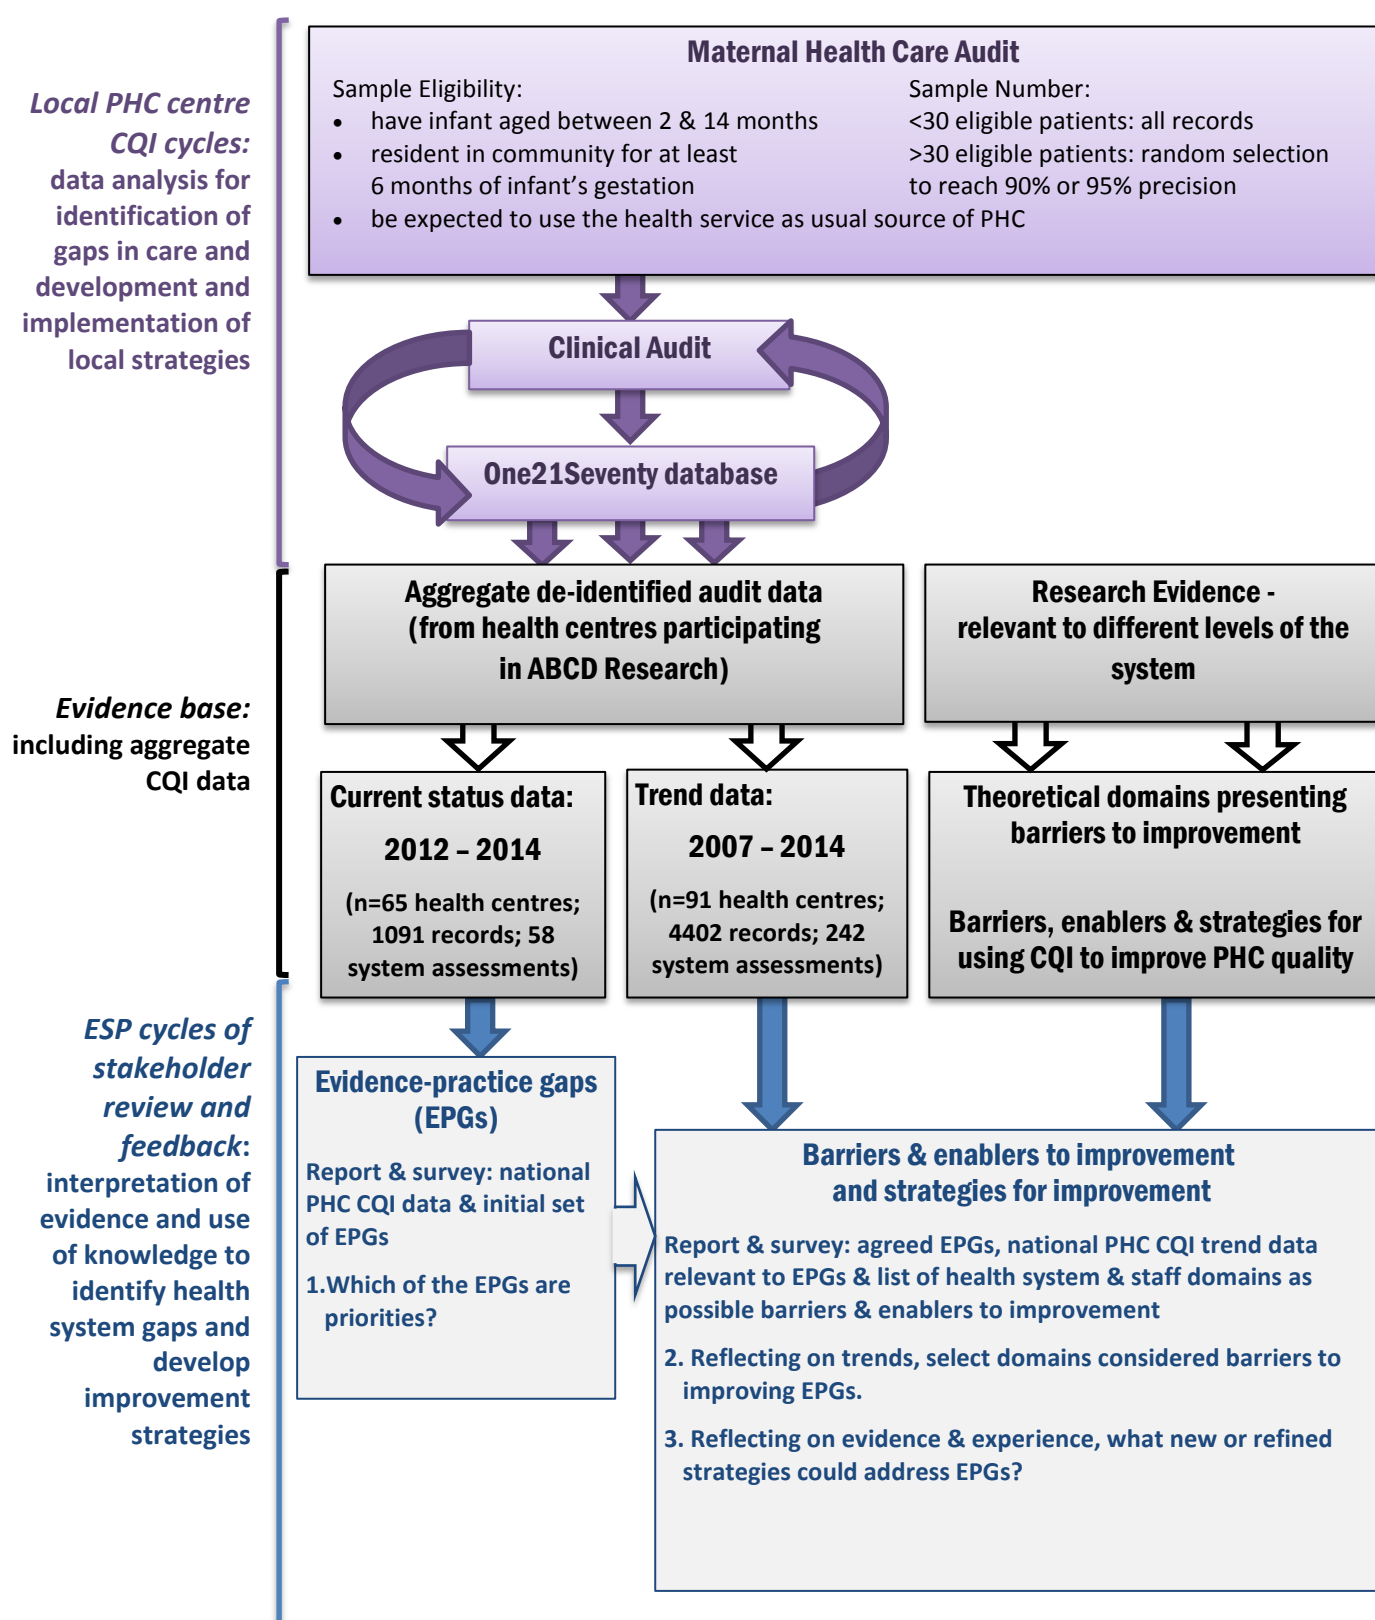 Local PHC centre
CQI cycles:
data analysis for
identification of
gaps in care and
development and
implementation of
local strategies
Maternal Health Care Audit
Sample Eligibility:
• have infant aged between 2 & 14 months
• resident in community for at least
6 months of infant's gestation
• be expected to use the health service as usual source of PHC
Sample Number:
<30 eligible patients: all records
>30 eligible patients: random selection
to reach 90% or 95% precision
Clinical Audit
One21Seventy database
Evidence base:
including aggregate
CQI data
Aggregate de-identified audit data
(from health centres participating
in ABCD Research)
Research Evidence -
relevant to different levels of the
system
Current status data:
2012 – 2014
(n=65 health centres;
1091 records; 58
system assessments)
Trend data:
2007 – 2014
(n=91 health centres;
4402 records; 242
system assessments)
Theoretical domains presenting
barriers to improvement
Barriers, enablers & strategies for
using CQI to improve PHC quality
ESP cycles of
stakeholder
review and
feedback:
interpretation of
evidence and use
of knowledge to
identify health
system gaps and
develop
improvement
strategies
Evidence-practice gaps
(EPGs)
Report & survey: national
PHC CQI data & initial set
of EPGs
1.Which of the EPGs are
priorities?
Barriers & enablers to improvement
and strategies for improvement
Report & survey: agreed EPGs, national PHC CQI trend data
relevant to EPGs & list of health system & staff domains as
possible barriers & enablers to improvement
2. Reflecting on trends, select domains considered barriers to
improving EPGs.
3. Reflecting on evidence & experience, what new or refined
strategies could address EPGs?